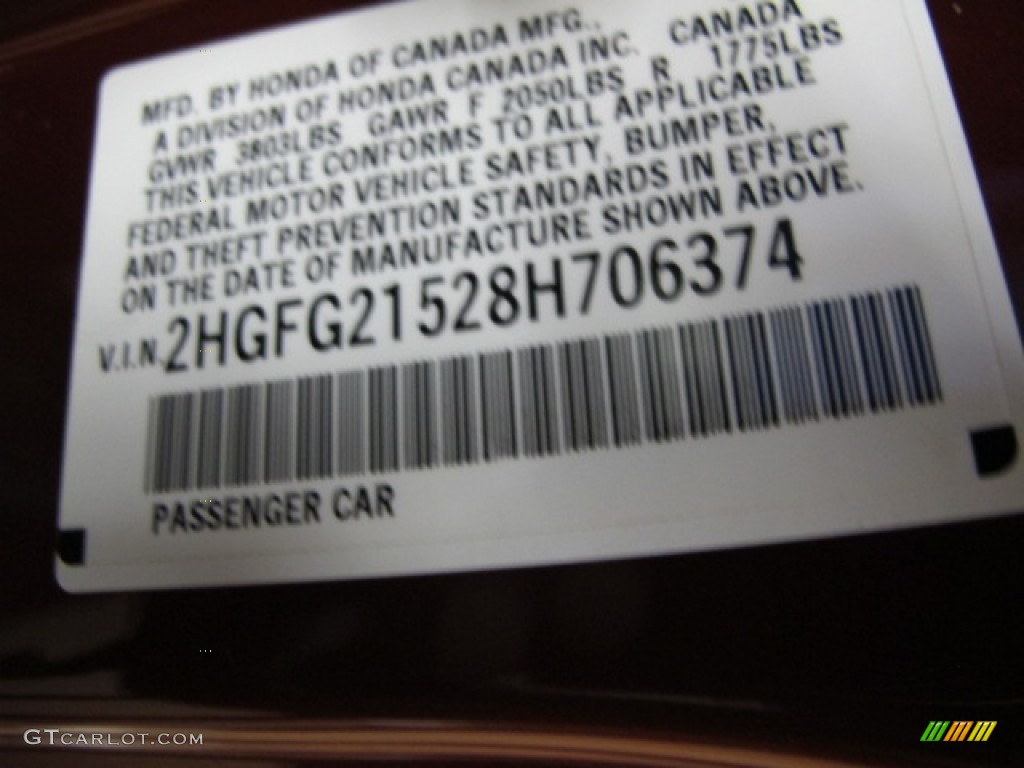 MFD. BY HONDA OF CANADA MFG.,
A DIVISION OF HONDA CANADA INC. CANADA
GVWR 3803LBS GAWR F 2050LBS R 1775LBS
THIS VEHICLE CONFORMS TO ALL APPLICABLE
FEDERAL MOTOR VEHICLE SAFETY, BUMPER,
AND THEFT PREVENTION STANDARDS IN EFFECT
ON THE DATE OF MANUFACTURE SHOWN ABOVE.
V.I.N. 2HGFG21528H706374
PASSENGER CAR
GTCARLOT.COM